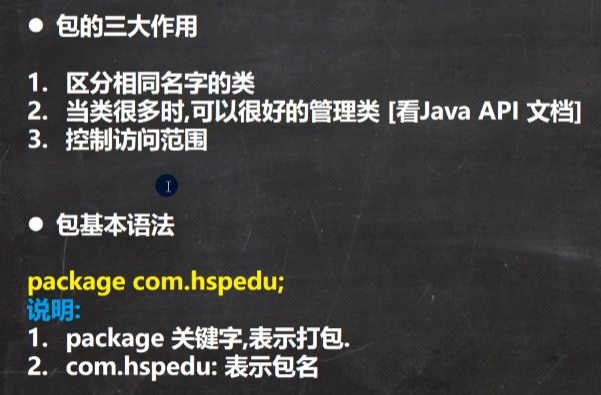 ● 包的三大作用
1. 区分相同名字的类
2. 当类很多时,可以很好的管理类 [看Java API 文档]
3. 控制访问范围
● 包基本语法
package com.hspedu;
说明:
1. package 关键字,表示打包.
2. com.hspedu: 表示包名